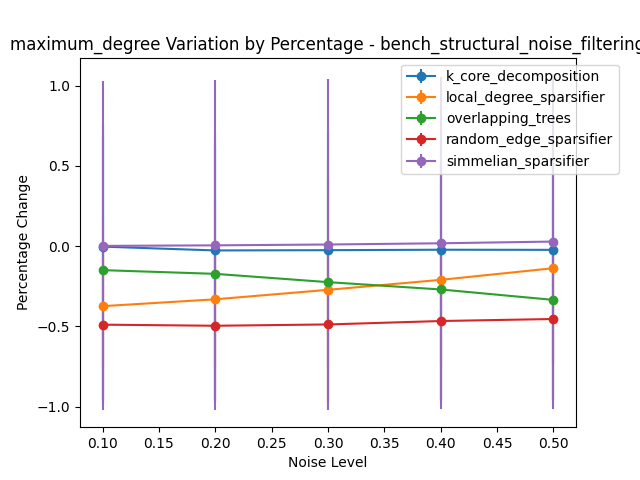 maximum_degree Variation by Percentage - bench_structural_noise_filtering
k_core_decomposition
local_degree_sparsifier
overlapping_trees
random_edge_sparsifier
simmelian_sparsifier
Percentage Change
1.0
0.5
0.0
−0.5
−1.0
0.10 0.15 0.20 0.25 0.30 0.35 0.40 0.45 0.50
Noise Level